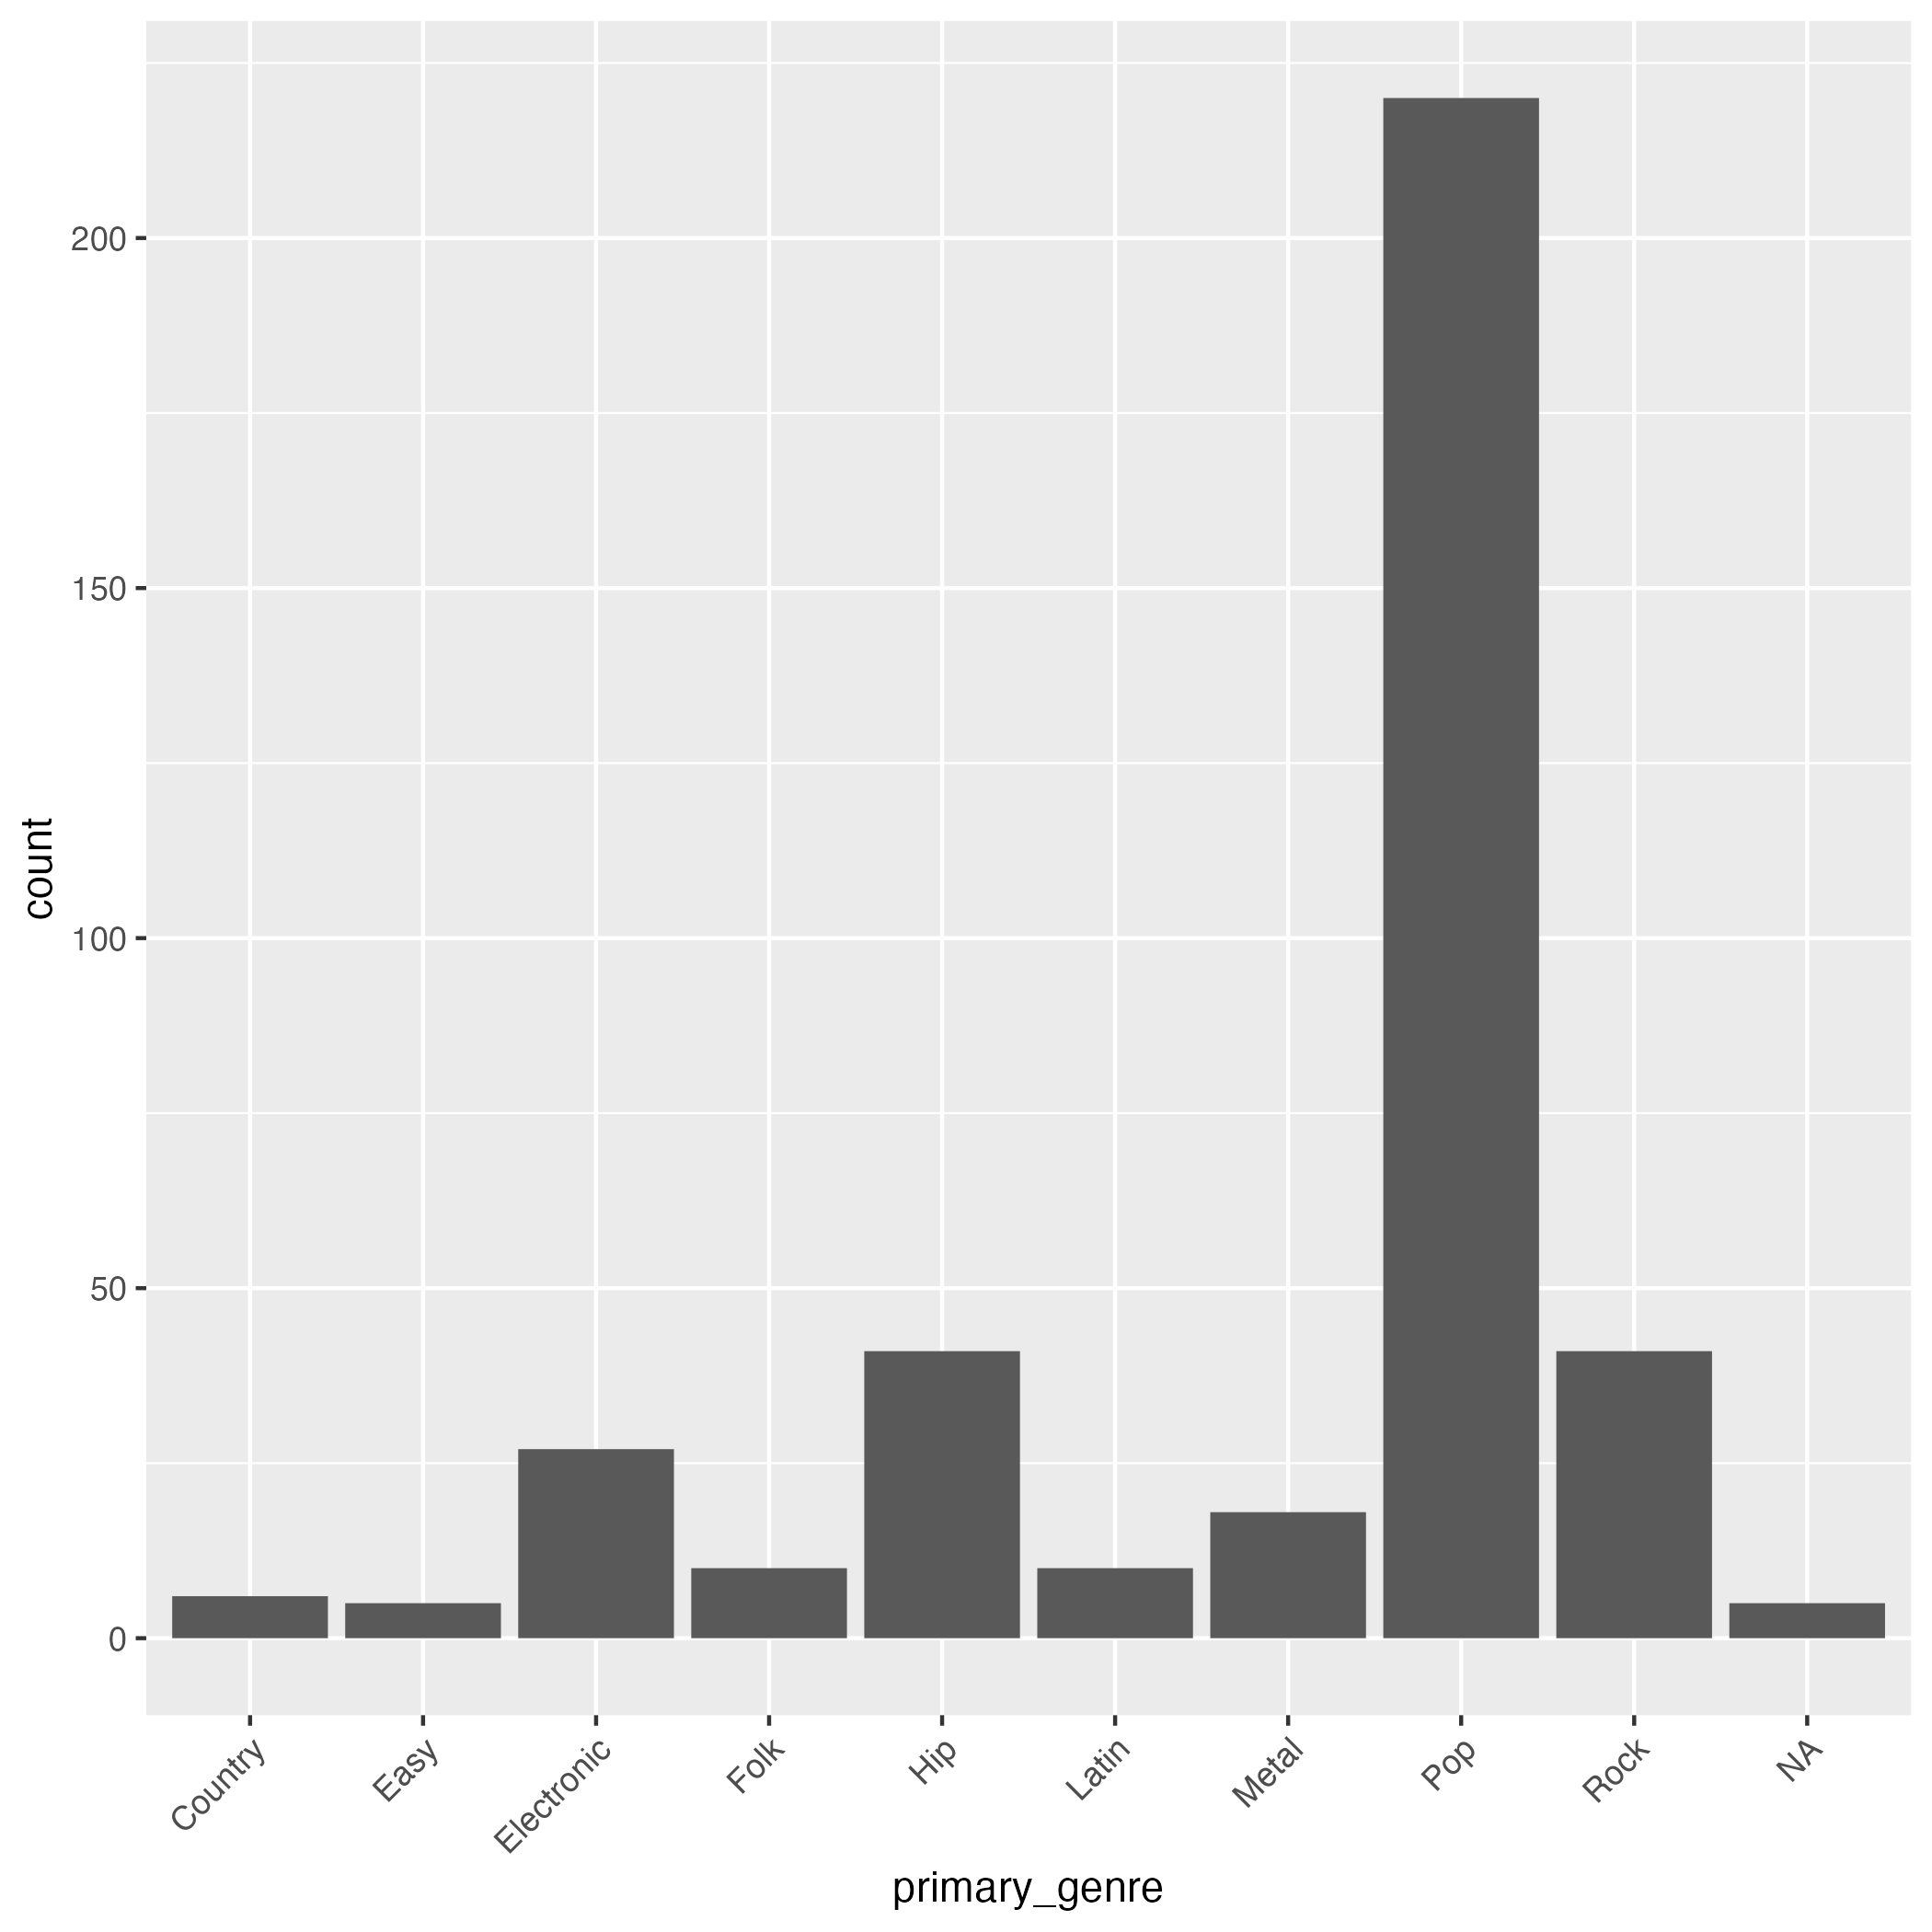 count
200
150
100
50
0
Country
Easy
Electronic
Folk
Hip
Latin
Metal
Pop
Rock
NA
primary_genre